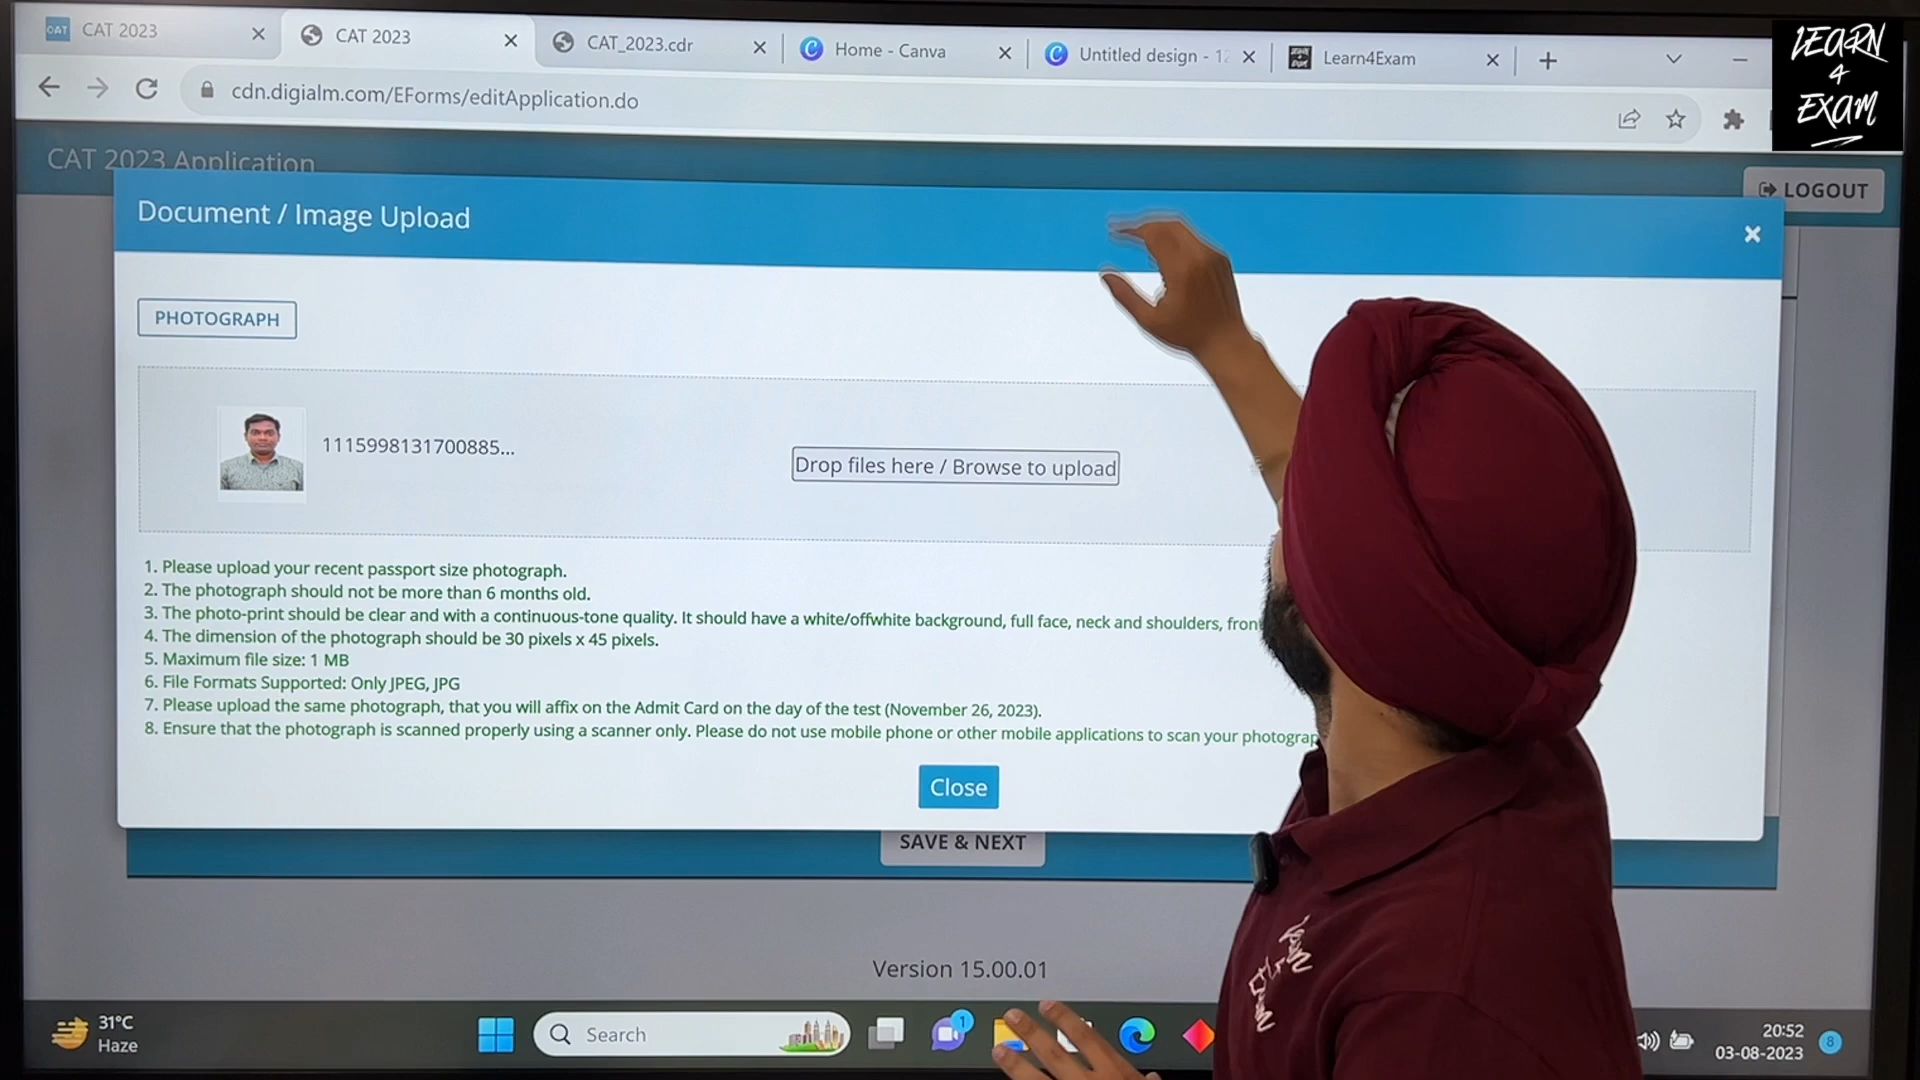 CAT 2023
CAT 2023
CAT_2023.cdr
Home - Canva
Untitled design - 12
Learn4Exam
cdn.digialm.com/EForms/editApplication.do
LEARN
4
EXAM
CAT 2023 Application
LOGOUT
Document / Image Upload
PHOTOGRAPH
1115998131700885...
Drop files here / Browse to upload
1. Please upload your recent passport size photograph.
2. The photograph should not be more than 6 months old.
3. The photo-print should be clear and with a continuous-tone quality. It should have a white/offwhite background, full face, neck and shoulders, fron
4. The dimension of the photograph should be 30 pixels x 45 pixels.
5. Maximum file size: 1 MB
6. File Formats Supported: Only JPEG, JPG
7. Please upload the same photograph, that you will affix on the Admit Card on the day of the test (November 26, 2023).
8. Ensure that the photograph is scanned properly using a scanner only. Please do not use mobile phone or other mobile applications to scan your photograp
Close
SAVE & NEXT
Version 15.00.01
Learn
4
Exam
31°C
Haze
Search
1
20:52
03-08-2023
8